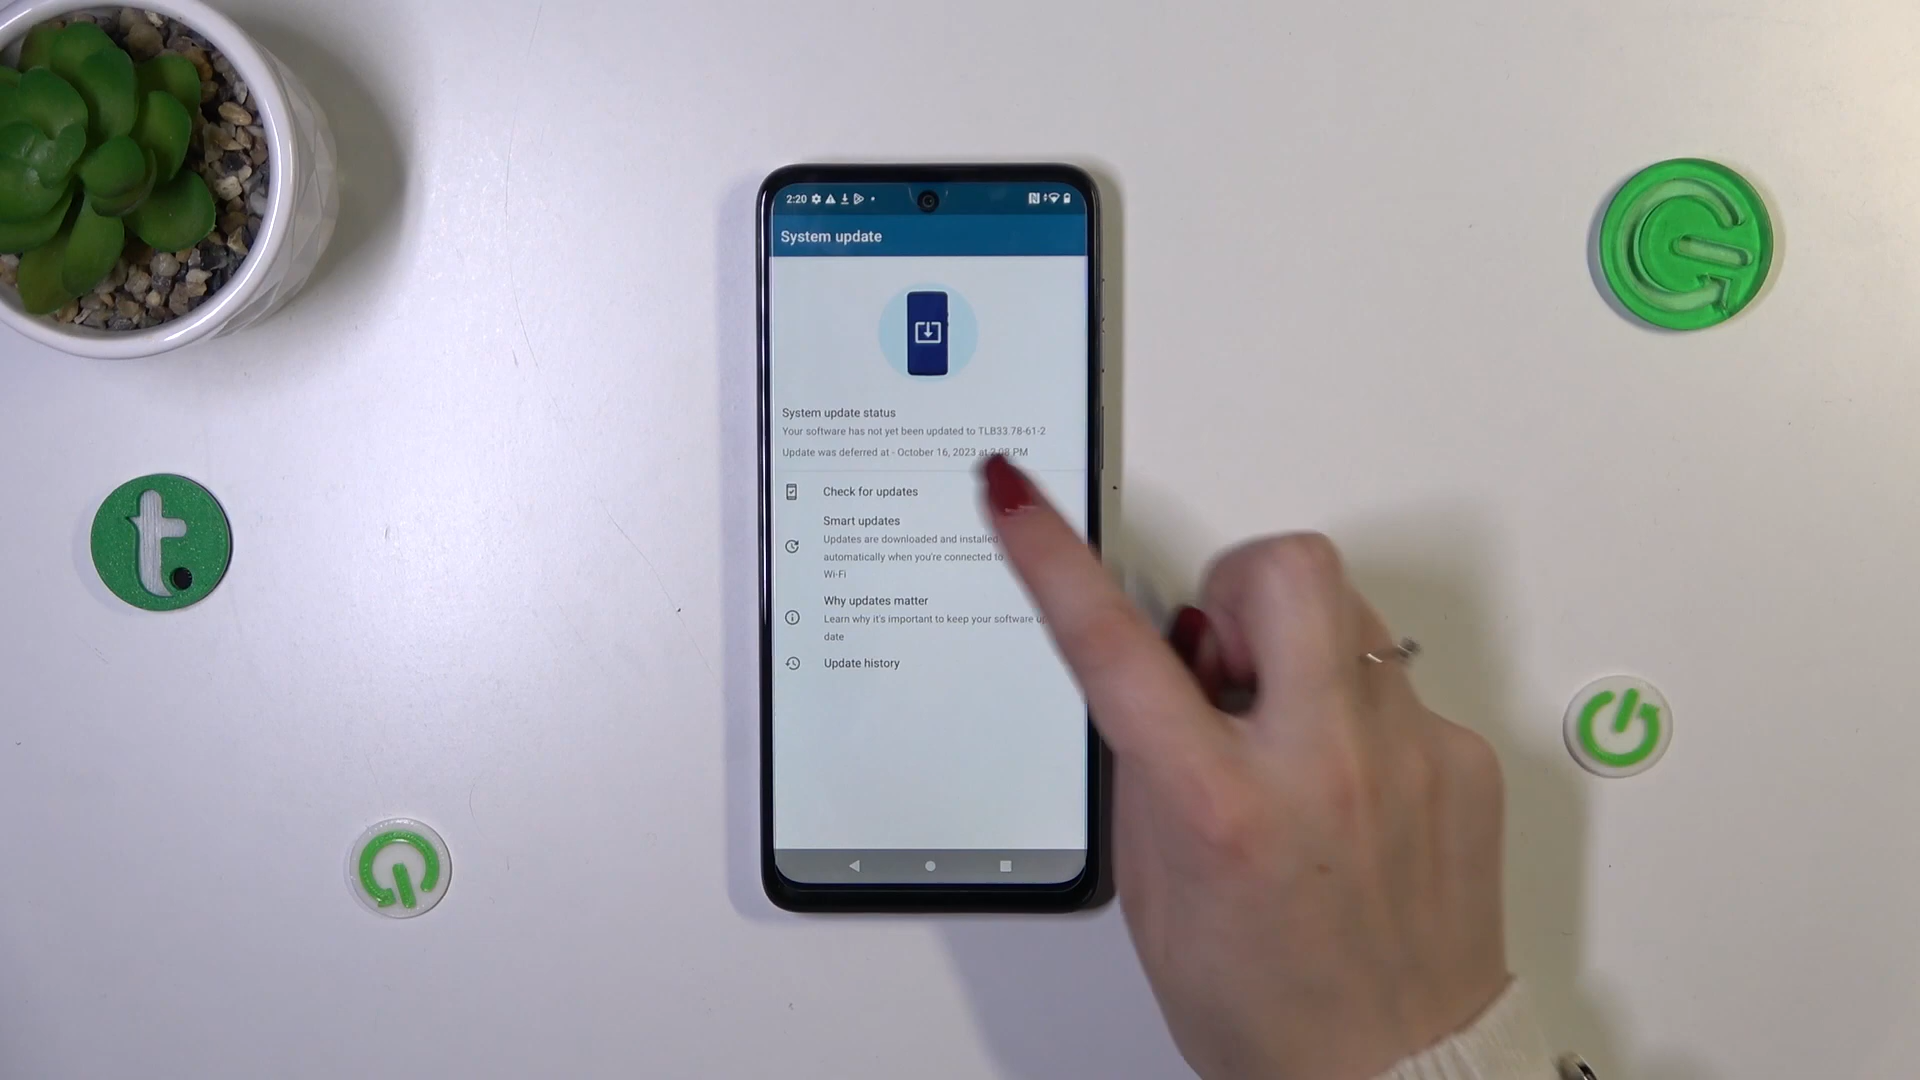 2:20
System update
System update status
Your software has not yet been updated to TLB33.78-61-2
Update was deferred at - October 16, 2023 at 2:08 PM
Check for updates
Smart updates
Updates are downloaded and installed
automatically when you're connected to
Wi-Fi
Why updates matter
Learn why it's important to keep your software
date
Update history
t.